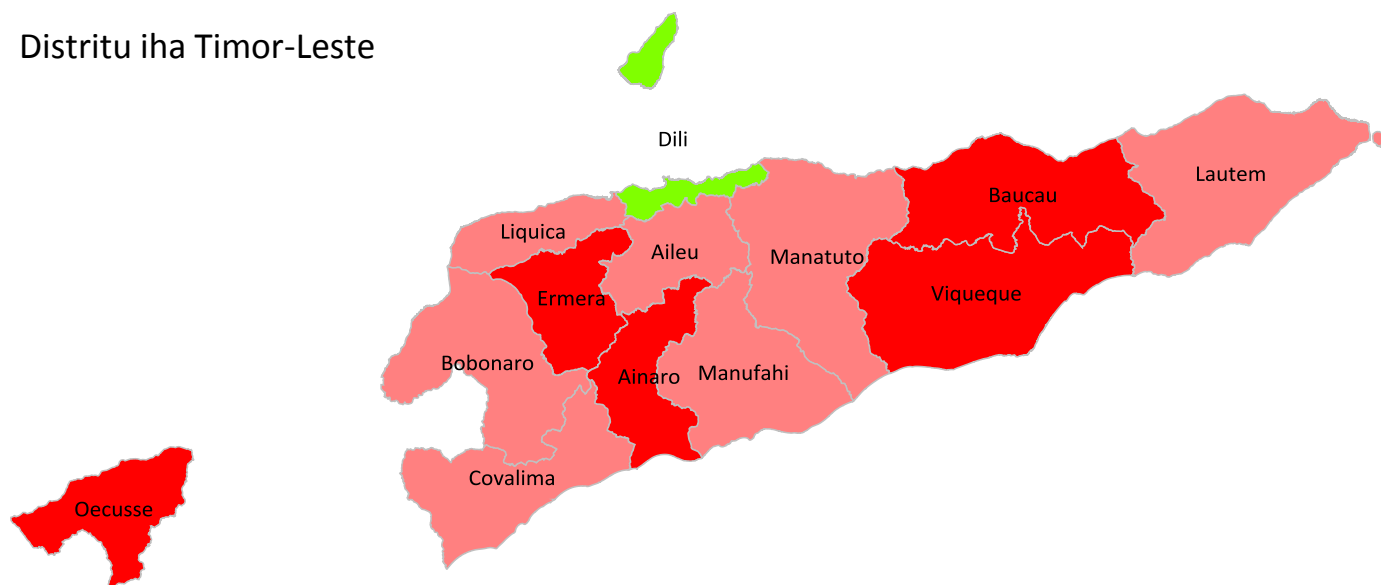 Distritu iha Timor-Leste
Dili
Lautem
Baucau
Liquica
Aileu
Manatuto
Viqueque
Ermera
Bobonaro
Ainaro
Manufahi
Covalima
Oecusse